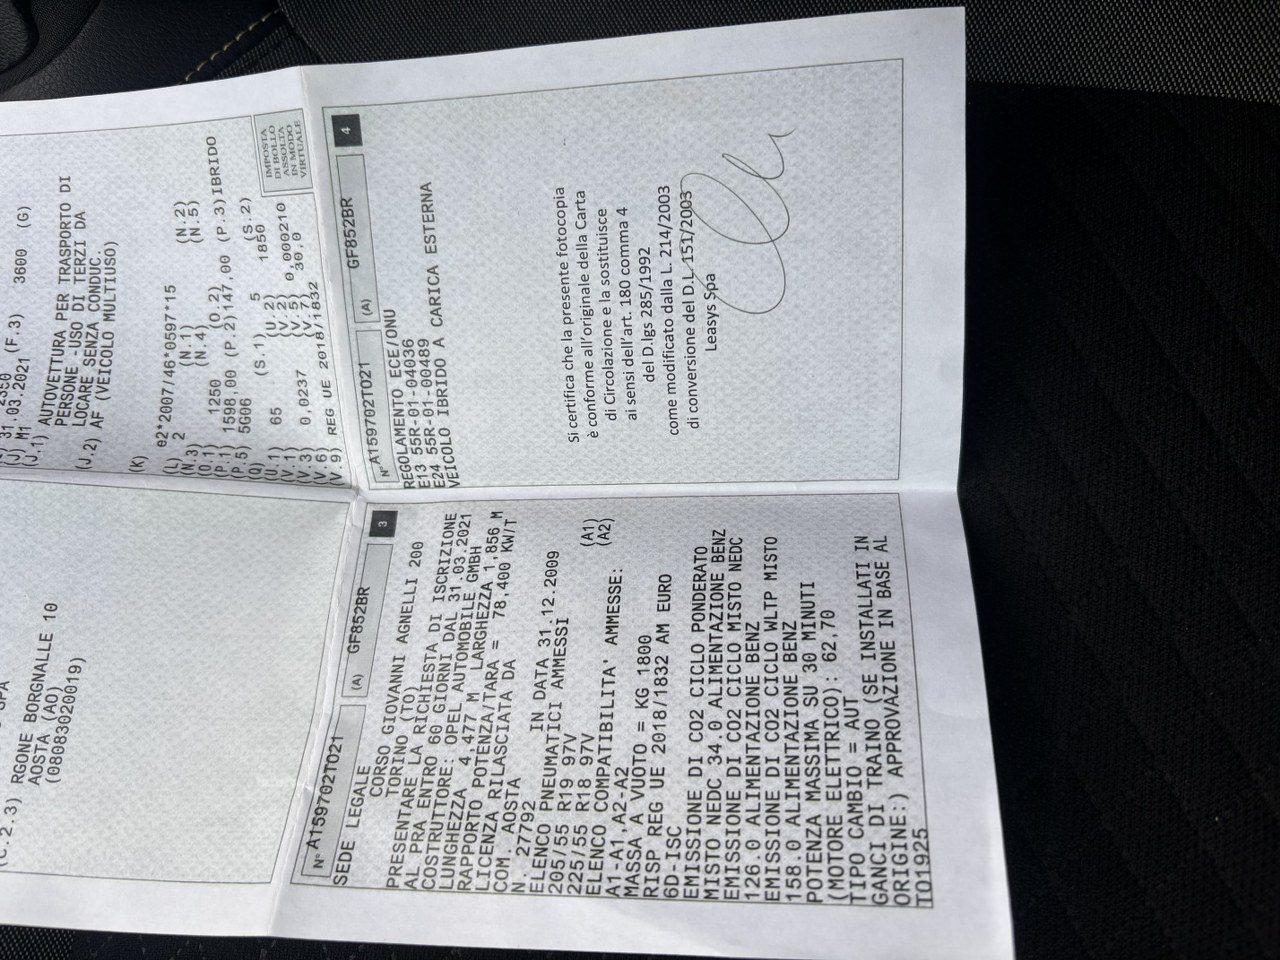 (C.2.3) RGONE BORGNALLE 10
AOSTA (AO)
(08083020019)
31.03.2021 (F.3) 3600 (G)
(J) M1
(J.1) AUTOVETTURA PER TRASPORTO DI
PERSONE -USO DI TERZI DA
LOCARE SENZA CONDUC.
(J.2) AF (VEICOLO MULTIUSO)
(K) 02*2007/46*0597*15
(L) 2 (N.1) (N.2)
(N.3) (N.4) (N.5)
(O.1) 1250 (O.2)
(P.1) 1598,00 (P.2)147,00 (P.3)IBRIDO
(P.5) 5G06 (S.1) 5 (S.2)
(Q) (U.2) 1850
(U.1) 65 (V.2)
(V.1) (V.5) 0,000210
(V.3) 0,0237 (V.7) 30,0
(V.6)
(V.9) REG UE 2018/1832
IMPOSTA
DI BOLLO
ASSOLTA
IN MODO
VIRTUALE
N° A159702TO21 (A) GF852BR 3
SEDE LEGALE
CORSO GIOVANNI AGNELLI 200
TORINO (TO)
PRESENTARE LA RICHIESTA DI ISCRIZIONE
AL PRA ENTRO 60 GIORNI DAL 31.03.2021
COSTRUTTORE: OPEL AUTOMOBILE GMBH
LUNGHEZZA 4,477 M LARGHEZZA 1,856 M
RAPPORTO POTENZA/TARA = 78,400 KW/T
LICENZA RILASCIATA DA
COM. AOSTA
N. 27792 IN DATA 31.12.2009
ELENCO PNEUMATICI AMMESSI
205/55 R19 97V (A1)
225/55 R18 97V (A2)
ELENCO COMPATIBILITA' AMMESSE:
A1-A1,A2-A2
MASSA A VUOTO = KG 1800
RISP REG UE 2018/1832 AM EURO
6D-ISC
EMISSIONE DI CO2 CICLO PONDERATO
MISTO NEDC 34.0 ALIMENTAZIONE BENZ
EMISSIONE DI CO2 CICLO MISTO NEDC
126.0 ALIMENTAZIONE BENZ
EMISSIONE DI CO2 CICLO WLTP MISTO
158.0 ALIMENTAZIONE BENZ
POTENZA MASSIMA SU 30 MINUTI
(MOTORE ELETTRICO): 62,70
TIPO CAMBIO = AUT
GANCI DI TRAINO (SE INSTALLATI IN
ORIGINE:) APPROVAZIONE IN BASE AL
TO1925
N° A159702TO21 (A) GF852BR 4
REGOLAMENTO ECE/ONU
E13 55R-01-04036
E24 55R-01-00489
VEICOLO IBRIDO A CARICA ESTERNA
Si certifica che la presente fotocopia
è conforme all'originale della Carta
di Circolazione e la sostituisce
ai sensi dell'art. 180 comma 4
del D.lgs 285/1992
come modificato dalla L. 214/2003
di conversione del D.L. 151/2003
Leasys Spa